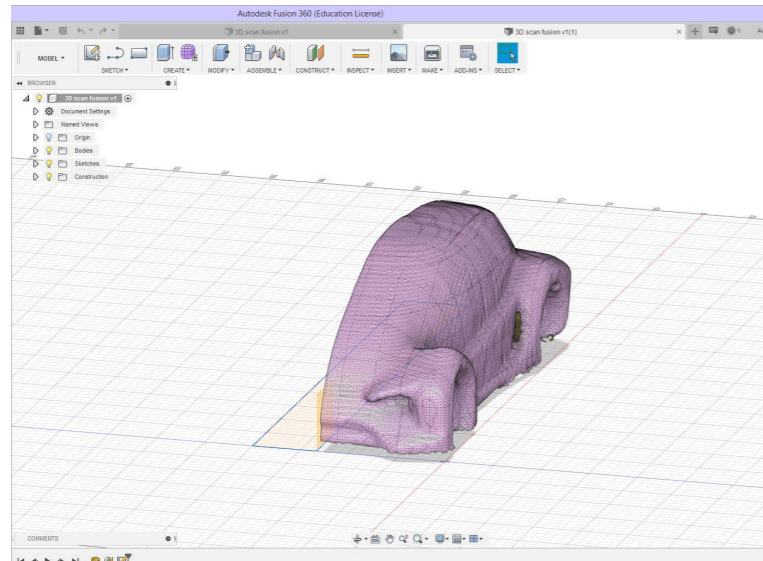 Autodesk Fusion 360 (Education License)
3D scan fusion v1
3D scan fusion v1(1)
1
MODEL
SKETCH
CREATE
MODIFY
ASSEMBLE
CONSTRUCT
INSPECT
INSERT
MAKE
ADD-INS
SELECT
BROWSER
3D scan fusion v1
Document Settings
Named Views
Origin
Bodies
Sketches
Construction
COMMENTS